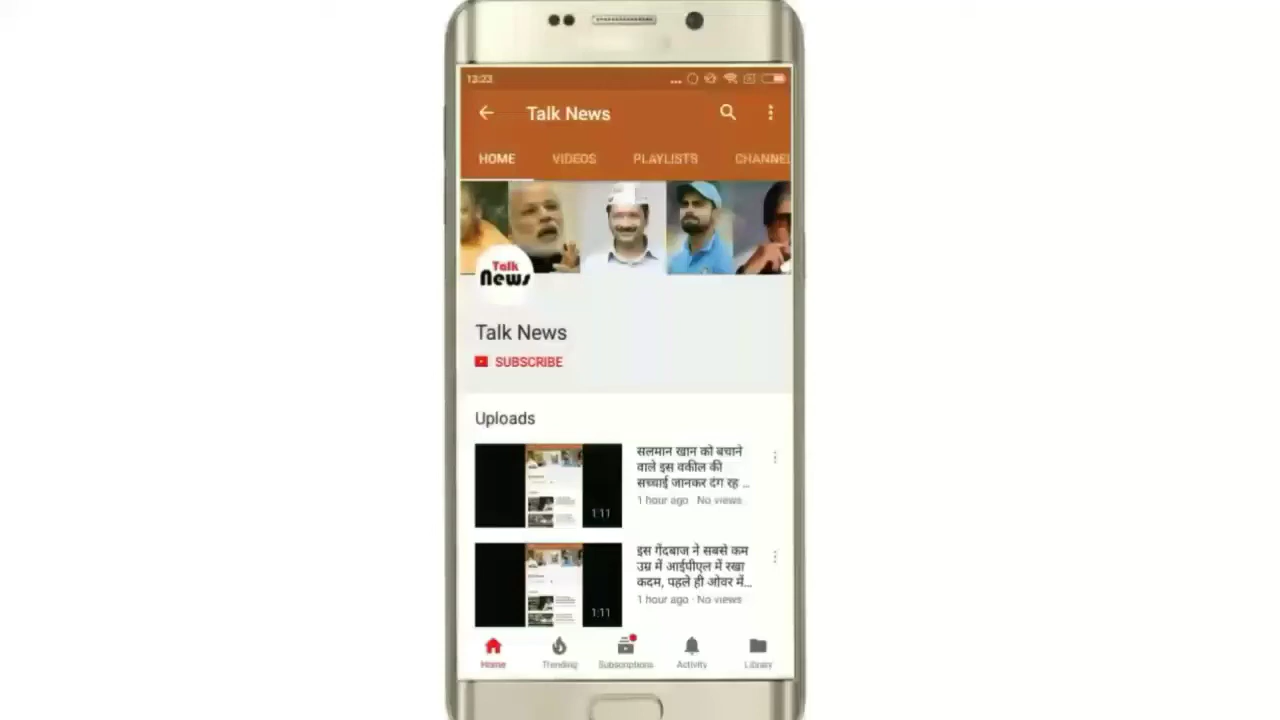 13:23
Talk News
HOME VIDEOS PLAYLISTS CHANNEL
Talk
News
Talk News
SUBSCRIBE
Uploads
सलमान खान को बचाने
वाले इस वकील की
सच्चाई जानकर दंग रह ...
1 hour ago · No views
1:11
इस गेंदबाज ने सबसे कम
उम्र में आईपीएल में रखा
कदम, पहले ही ओवर में...
1 hour ago · No views
1:11
Home Trending Subscriptions Activity Library